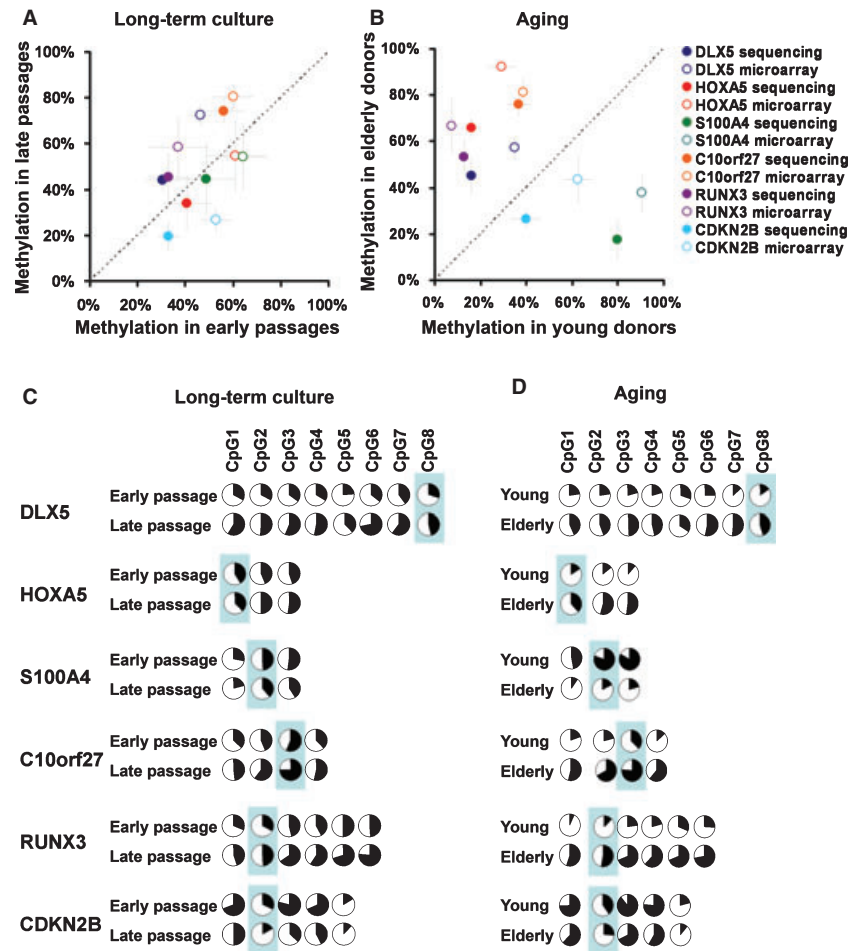 A Long-term culture
Methylation in late passages
100%
80%
60%
40%
20%
0%
0% 20% 40% 60% 80% 100%
Methylation in early passages
B Aging
Methylation in elderly donors
100%
80%
60%
40%
20%
0%
0% 20% 40% 60% 80% 100%
Methylation in young donors
DLX5 sequencing
DLX5 microarray
HOXA5 sequencing
HOXA5 microarray
S100A4 sequencing
S100A4 microarray
C10orf27 sequencing
C10orf27 microarray
RUNX3 sequencing
RUNX3 microarray
CDKN2B sequencing
CDKN2B microarray
C Long-term culture
CpG1 CpG2 CpG3 CpG4 CpG5 CpG6 CpG7 CpG8
DLX5
Early passage
Late passage
HOXA5
Early passage
Late passage
S100A4
Early passage
Late passage
C10orf27
Early passage
Late passage
RUNX3
Early passage
Late passage
CDKN2B
Early passage
Late passage
D Aging
CpG1 CpG2 CpG3 CpG4 CpG5 CpG6 CpG7 CpG8
Young
Elderly
Young
Elderly
Young
Elderly
Young
Elderly
Young
Elderly
Young
Elderly